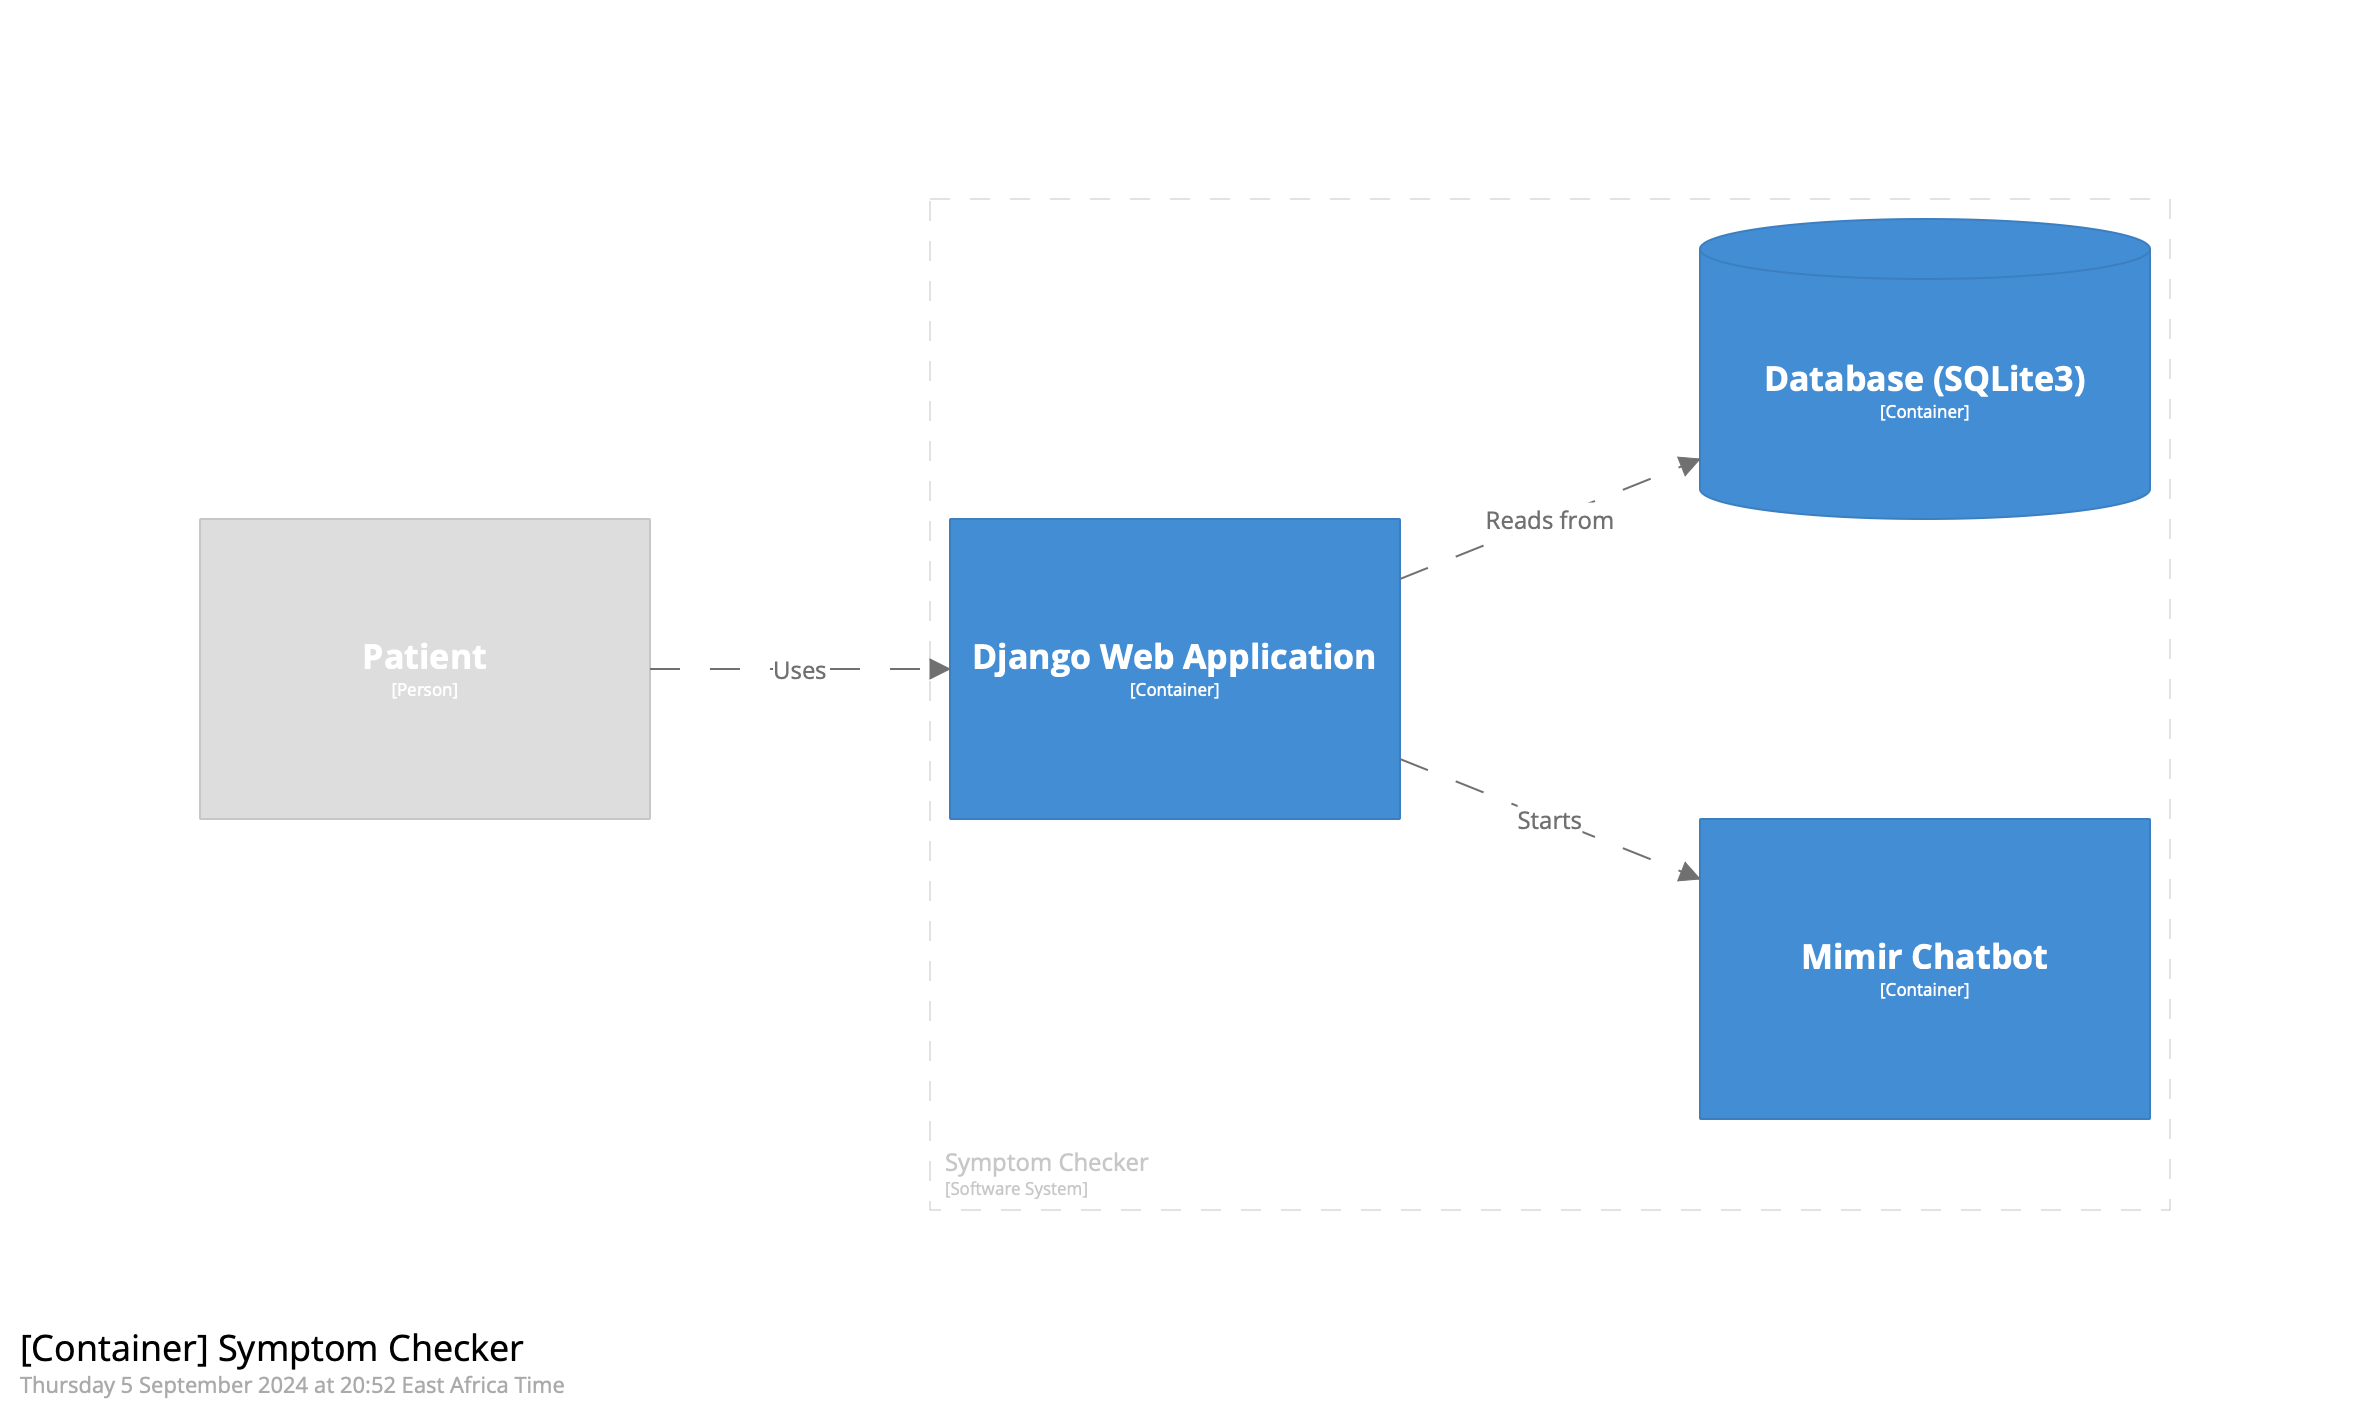 Patient
[Person]
Uses
Django Web Application
[Container]
Reads from
Database (SQLite3)
[Container]
Starts
Mimir Chatbot
[Container]
Symptom Checker
[Software System]
[Container] Symptom Checker
Thursday 5 September 2024 at 20:52 East Africa Time